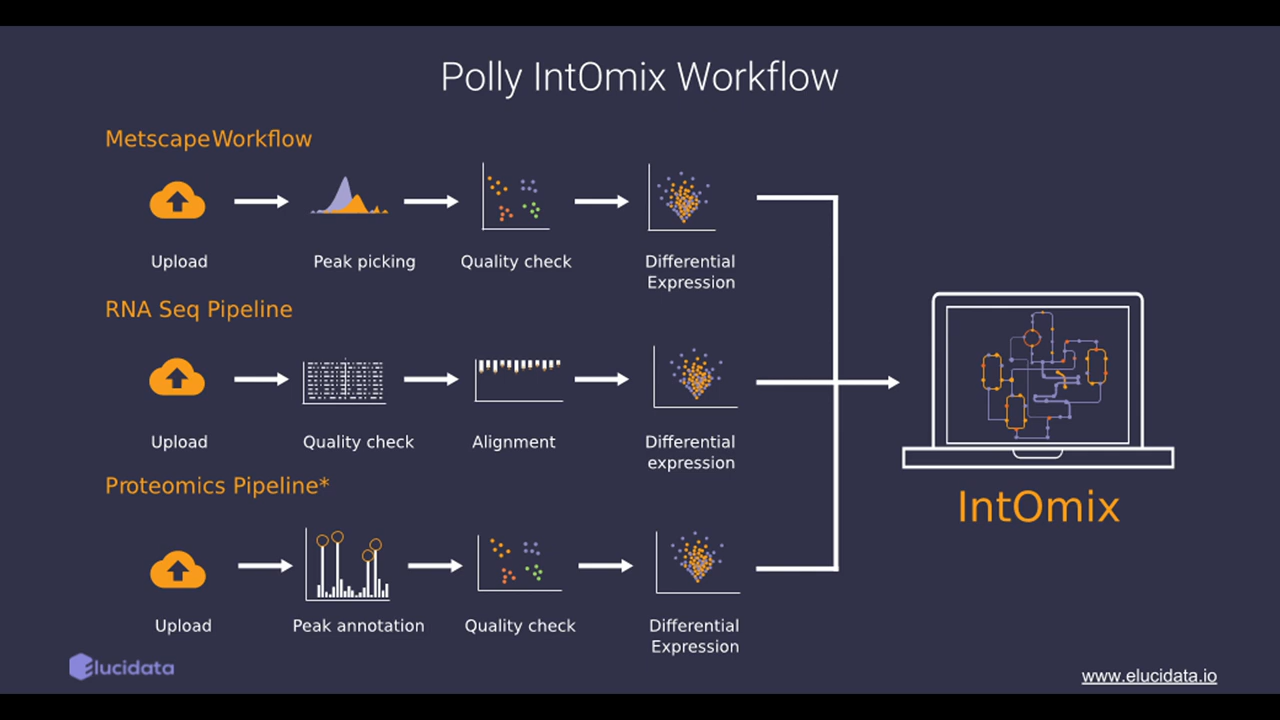 Polly IntOmix Workflow
MetscapeWorkflow
Upload
Peak picking
Quality check
Differential
Expression
RNA Seq Pipeline
Upload
Quality check
Alignment
Differential
expression
Proteomics Pipeline*
Upload
Peak annotation
Quality check
Differential
Expression
IntOmix
Elucidata
www.elucidata.io